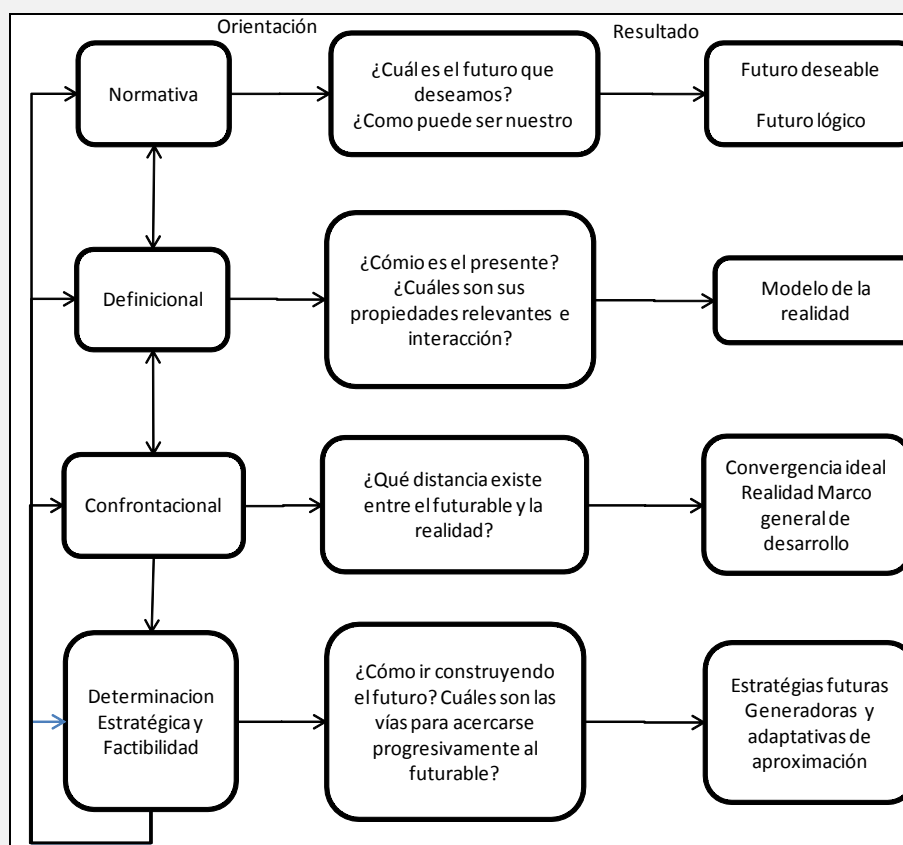 Orientación
Resultado
Normativa
¿Cuál es el futuro que
deseamos?
¿Como puede ser nuestro
Futuro deseable
Futuro lógico
Definicional
¿Cómio es el presente?
¿Cuáles son sus
propiedades relevantes e
interacción?
Modelo de la
realidad
Confrontacional
¿Qué distancia existe
entre el futurable y la
realidad?
Convergencia ideal
Realidad Marco
general de
desarrollo
Determinacion
Estratégica y
Factibilidad
¿Cómo ir construyendo
el futuro? Cuáles son las
vías para acercarse
progresivamente al
futurable?
Estratégias futuras
Generadoras y
adaptativas de
aproximación